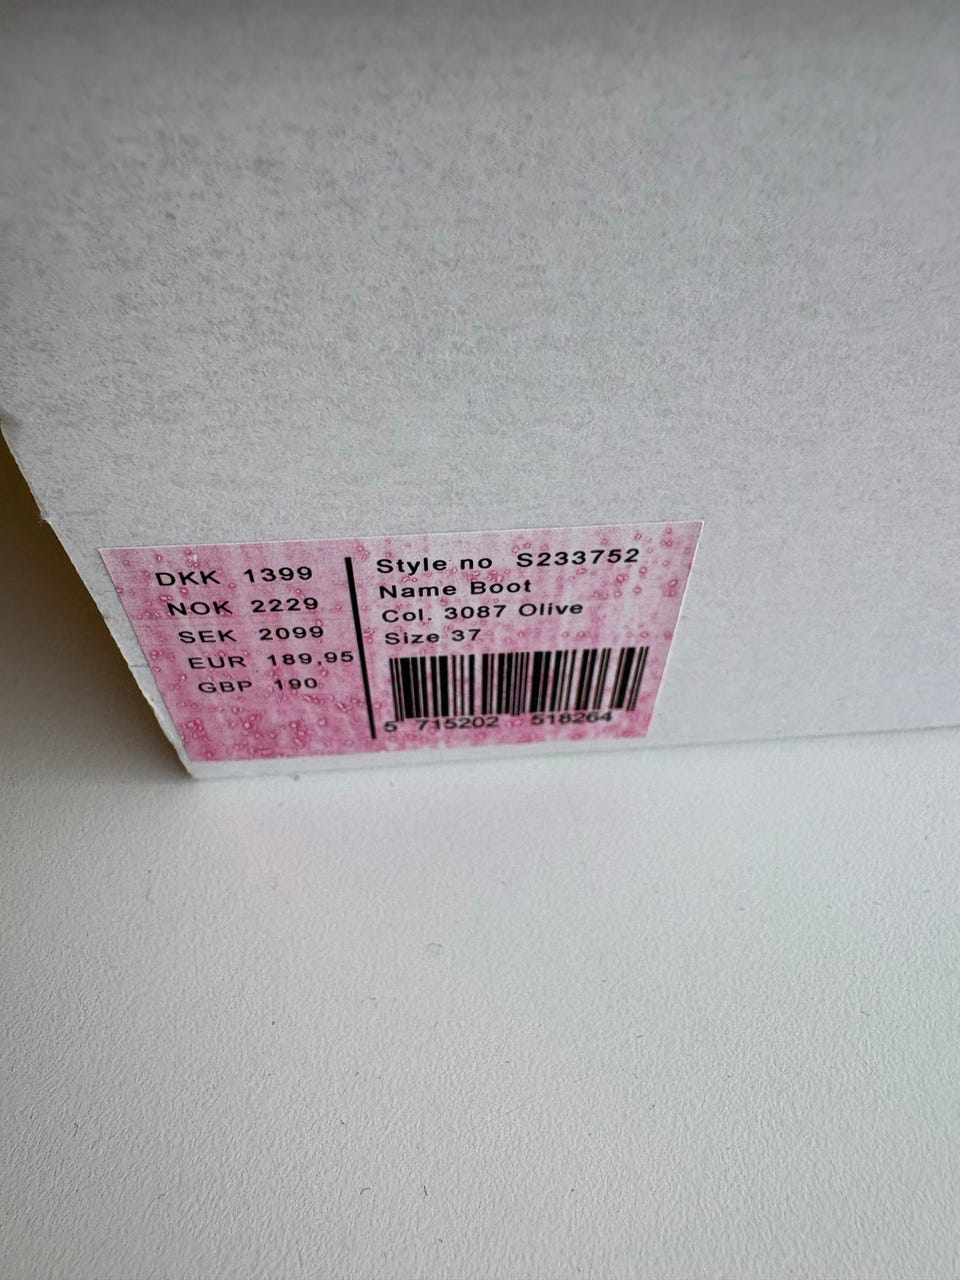 DKK 1399
NOK 2229
SEK 2099
EUR 189,95
GBP 190
Style no S233752
Name Boot
Col. 3087 Olive
Size 37
5 715202 518264